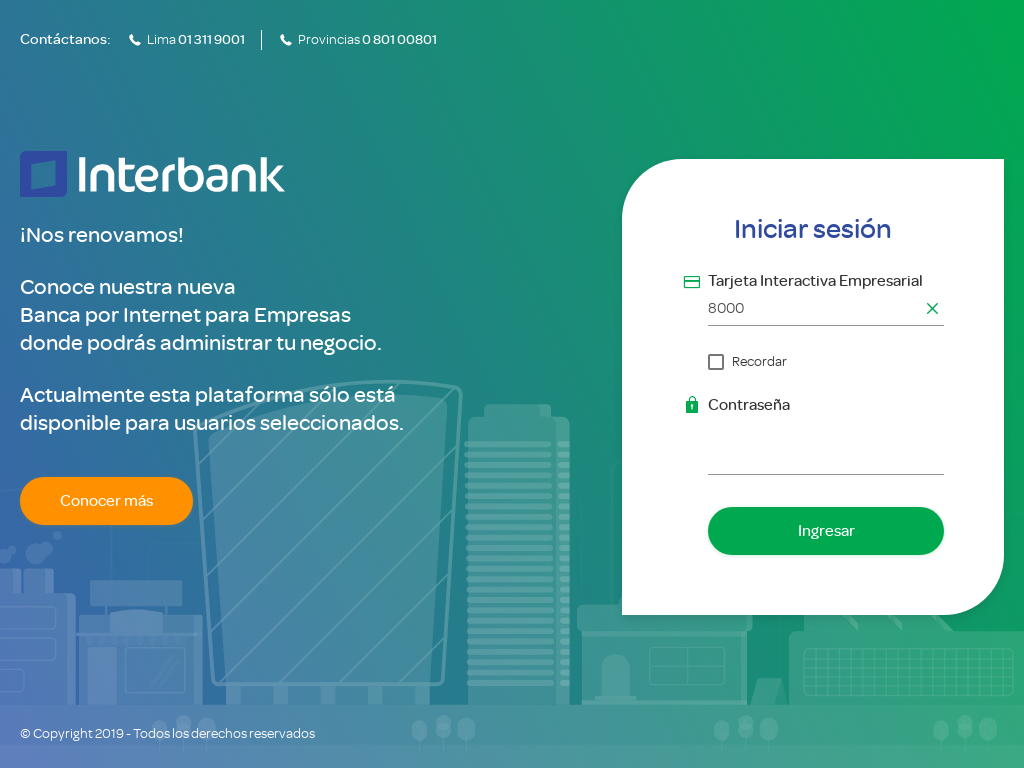 Contáctanos: Lima 01 311 9001 Provincias 0 801 00801
Interbank
¡Nos renovamos!
Conoce nuestra nueva
Banca por Internet para Empresas
donde podrás administrar tu negocio.
Actualmente esta plataforma sólo está
disponible para usuarios seleccionados.
Conocer más
Iniciar sesión
Tarjeta Interactiva Empresarial
8000
Recordar
Contraseña
Ingresar
© Copyright 2019 - Todos los derechos reservados